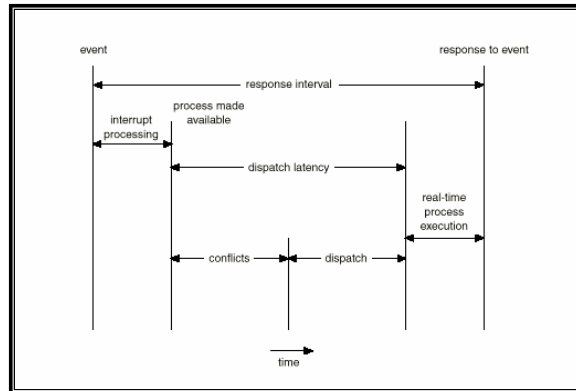 event
response to event
response interval
interrupt
processing
process made
available
dispatch latency
real-time
process
execution
conflicts
dispatch
time